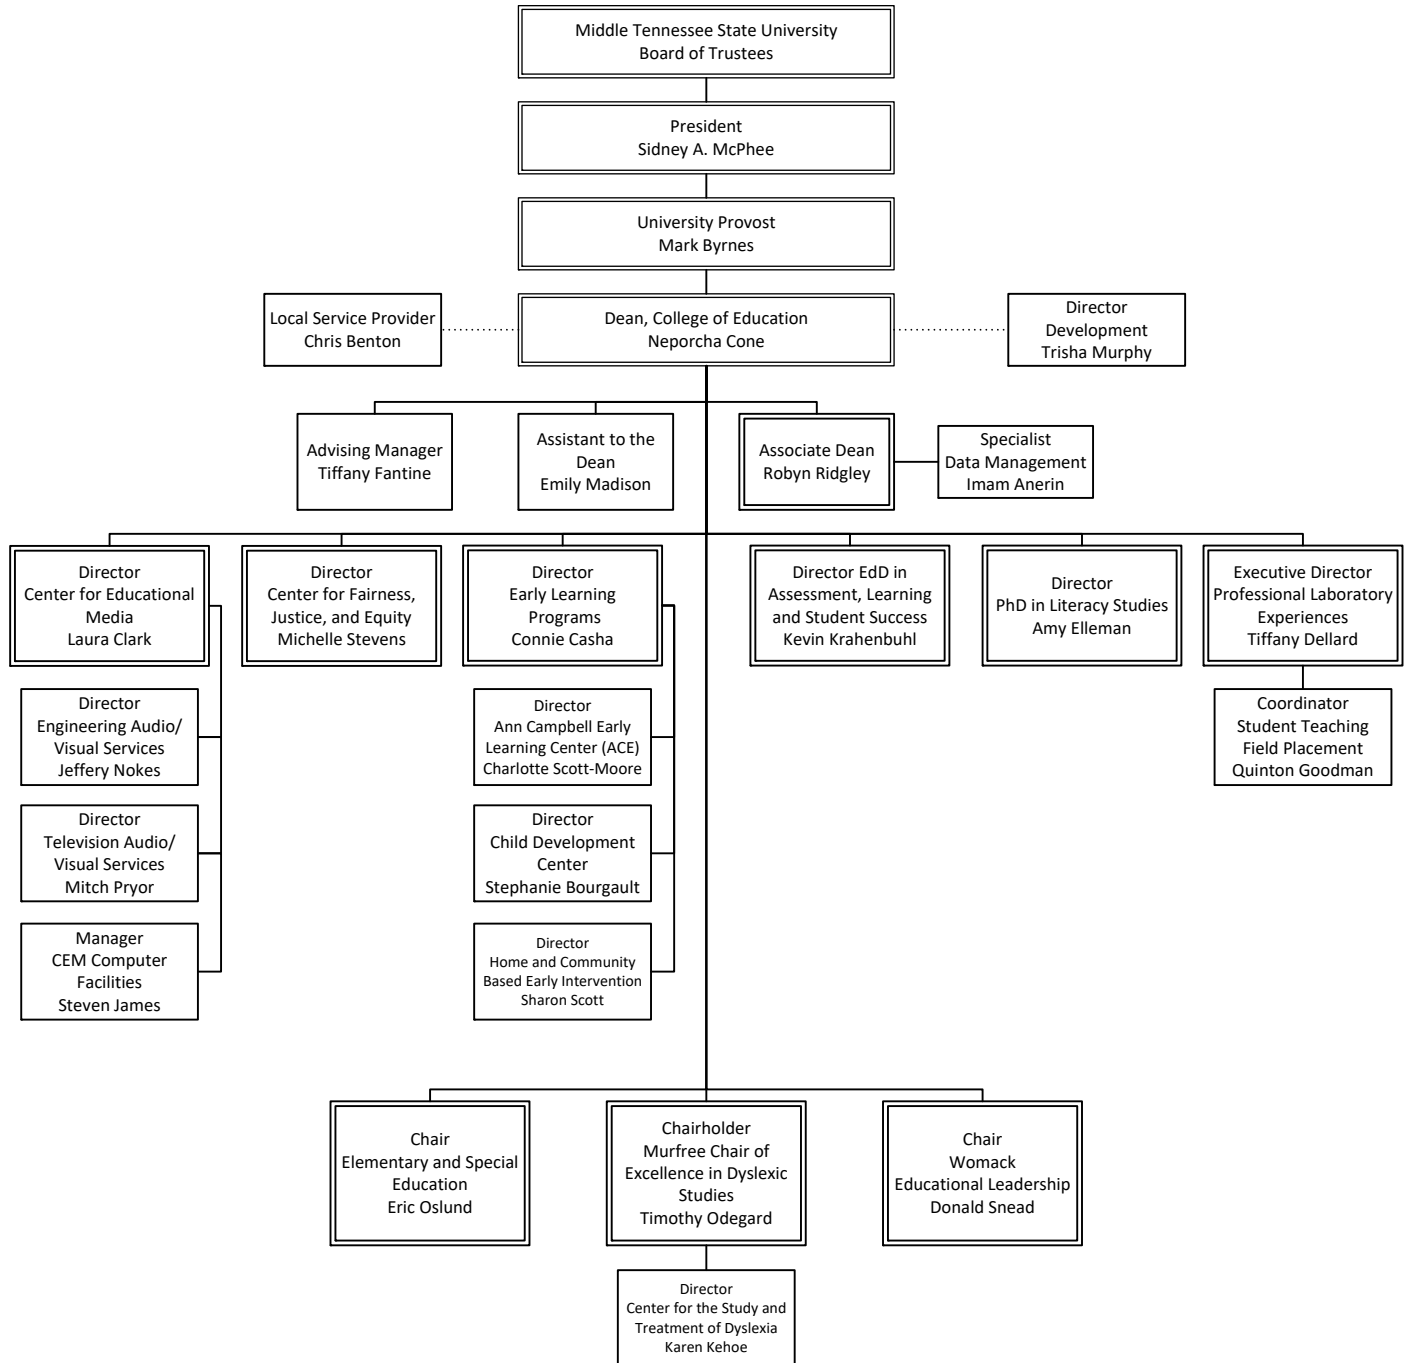 Middle Tennessee State University
Board of Trustees
President
Sidney A. McPhee
University Provost
Mark Byrnes
Local Service Provider
Chris Benton
Dean, College of Education
Neporcha Cone
Director
Development
Trisha Murphy
Advising Manager
Tiffany Fantine
Assistant to the
Dean
Emily Madison
Associate Dean
Robyn Ridgley
Specialist
Data Management
Imam Anerin
Director
Center for Educational
Media
Laura Clark
Director
Center for Fairness,
Justice, and Equity
Michelle Stevens
Director
Early Learning
Programs
Connie Casha
Director EdD in
Assessment, Learning
and Student Success
Kevin Krahenbuhl
Director
PhD in Literacy Studies
Amy Elleman
Executive Director
Professional Laboratory
Experiences
Tiffany Dellard
Director
Engineering Audio/
Visual Services
Jeffery Nokes
Director
Ann Campbell Early
Learning Center (ACE)
Charlotte Scott-Moore
Coordinator
Student Teaching
Field Placement
Quinton Goodman
Director
Television Audio/
Visual Services
Mitch Pryor
Director
Child Development
Center
Stephanie Bourgault
Manager
CEM Computer
Facilities
Steven James
Director
Home and Community
Based Early Intervention
Sharon Scott
Chair
Elementary and Special
Education
Eric Oslund
Chairholder
Murfree Chair of
Excellence in Dyslexic
Studies
Timothy Odegard
Chair
Womack
Educational Leadership
Donald Snead
Director
Center for the Study and
Treatment of Dyslexia
Karen Kehoe